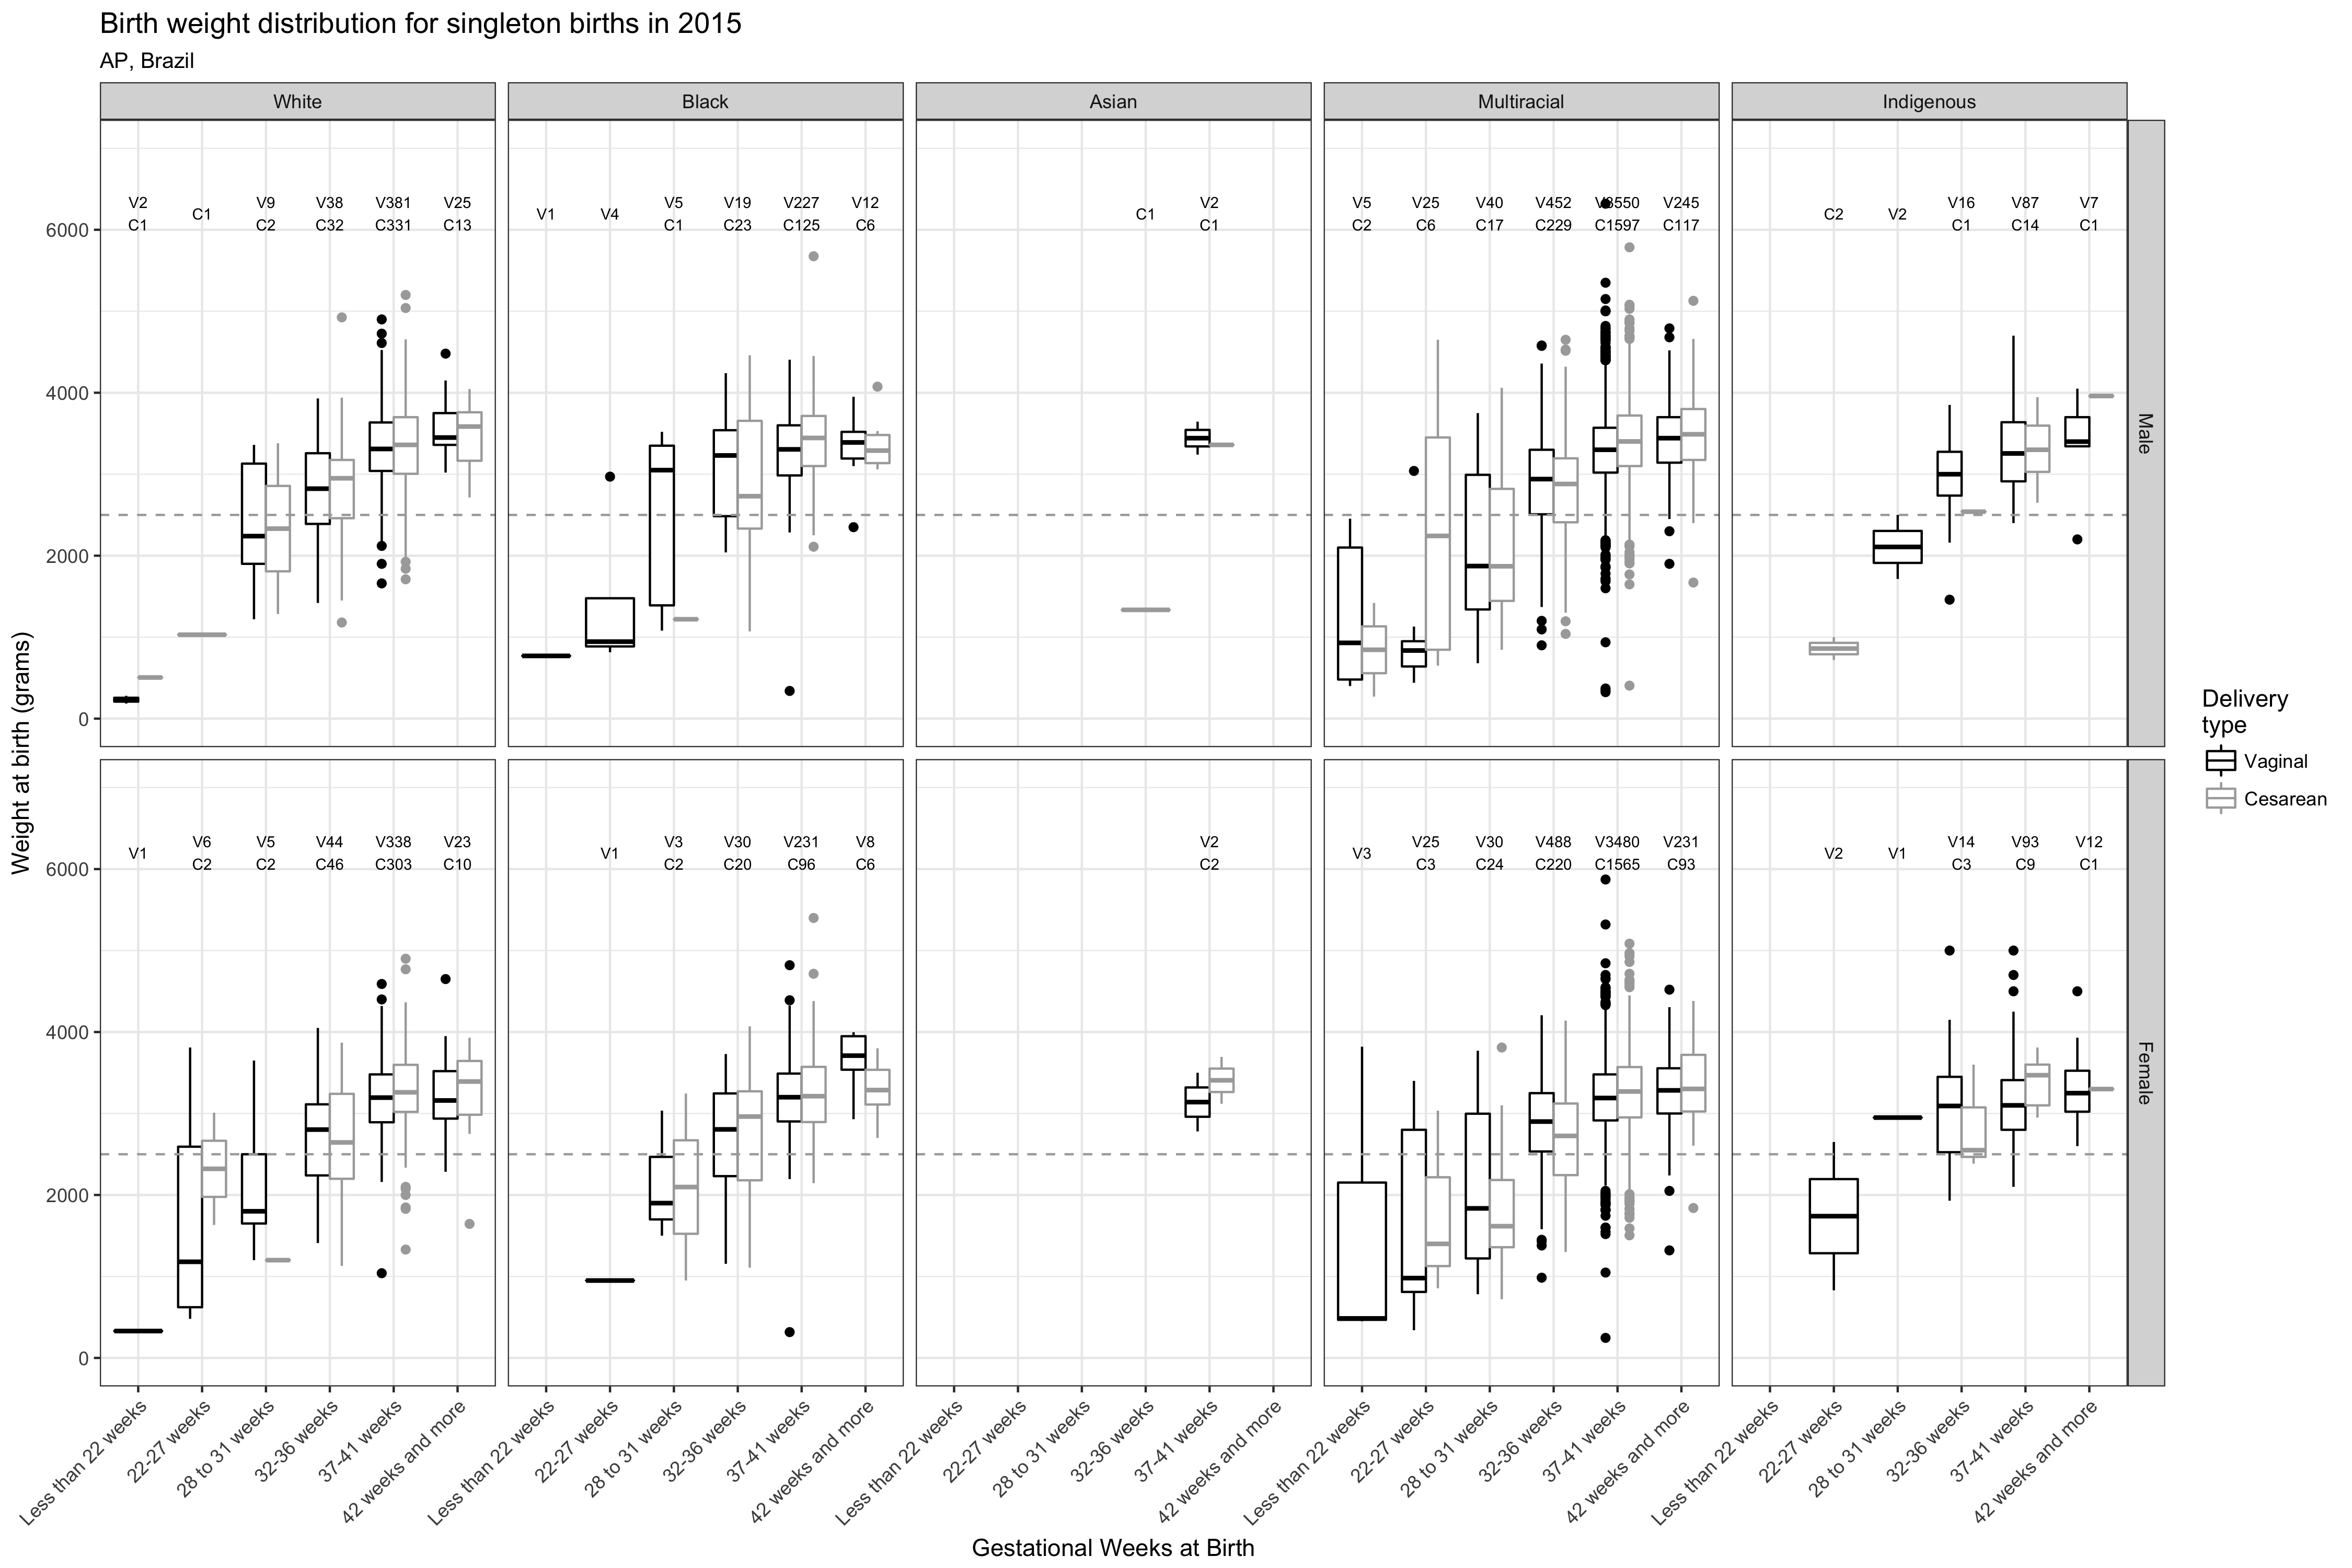 Birth weight distribution for singleton births in 2015
AP, Brazil
White Black Asian Multiracial Indigenous
Weight at birth (grams)
6000
4000
2000
0
V2 C1 V9 V38 V381 V25
C1 C2 C32 C331 C13
V1 V4 V5 V19 V227 V12
C1 C23 C125 C6
C1 V2
C1
V5 V25 V40 V452 V3550 V245
C2 C6 C17 C229 C1597 C117
C2 V2 V16 V87 V7
C1 C14 C1
Male
6000
4000
2000
0
V1 V6 V5 V44 V338 V23
C2 C2 C46 C303 C10
V1 V3 V30 V231 V8
C2 C20 C96 C6
V2
C2
V3 V25 V30 V488 V3480 V231
C3 C24 C220 C1565 C93
V2 V1 V14 V93 V12
C3 C9 C1
Female
Less than 22 weeks
22-27 weeks
28 to 31 weeks
32-36 weeks
37-41 weeks
42 weeks and more
Less than 22 weeks
22-27 weeks
28 to 31 weeks
32-36 weeks
37-41 weeks
42 weeks and more
Less than 22 weeks
22-27 weeks
28 to 31 weeks
32-36 weeks
37-41 weeks
42 weeks and more
Less than 22 weeks
22-27 weeks
28 to 31 weeks
32-36 weeks
37-41 weeks
42 weeks and more
Less than 22 weeks
22-27 weeks
28 to 31 weeks
32-36 weeks
37-41 weeks
42 weeks and more
Gestational Weeks at Birth
Delivery
type
Vaginal
Cesarean